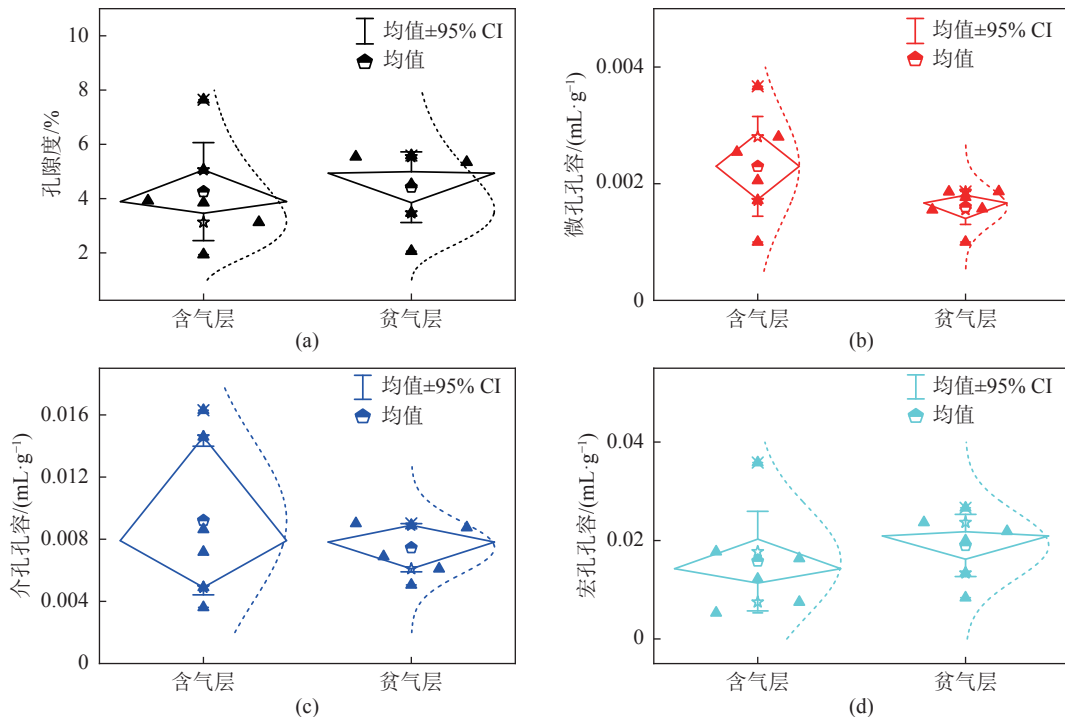 均值±95% CI
均值
孔隙度/%
10
8
6
4
2
含气层 贫气层
(a)
均值±95% CI
均值
微孔孔容/(mL·g⁻¹)
0.004
0.002
0
含气层 贫气层
(b)
均值±95% CI
均值
介孔孔容/(mL·g⁻¹)
0.016
0.012
0.008
0.004
0
含气层 贫气层
(c)
均值±95% CI
均值
宏孔孔容/(mL·g⁻¹)
0.04
0.02
0
含气层 贫气层
(d)